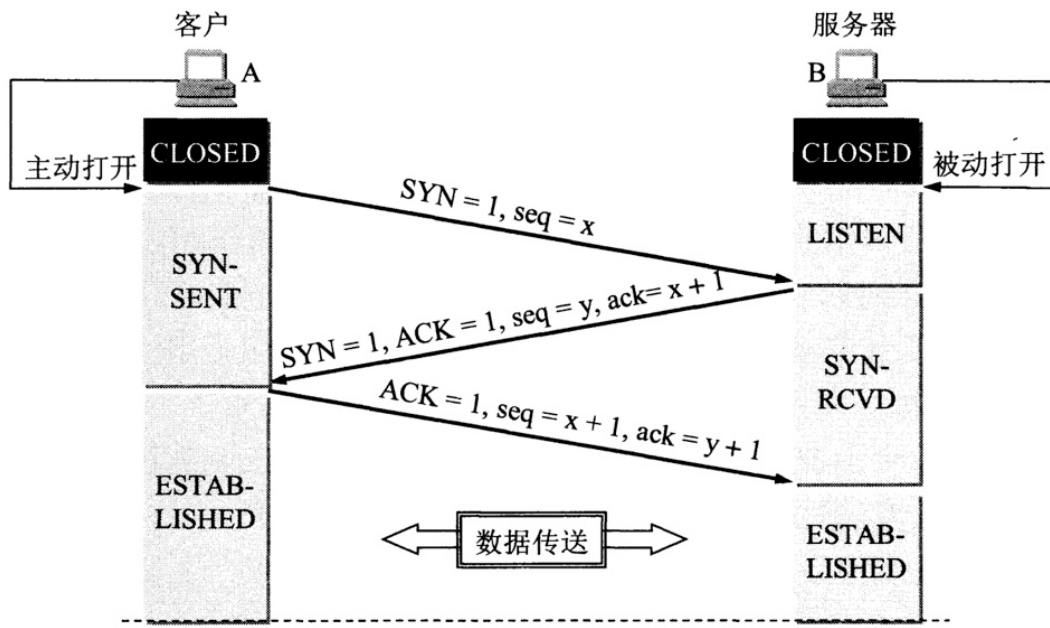 客户
服务器
A
B
CLOSED
CLOSED
主动打开
被动打开
SYN = 1, seq = x
LISTEN
SYN-
SENT
SYN = 1, ACK = 1, seq = y, ack= x + 1
SYN-
RCVD
ACK = 1, seq = x + 1, ack = y + 1
ESTAB-
LISHED
数据传送
ESTAB-
LISHED